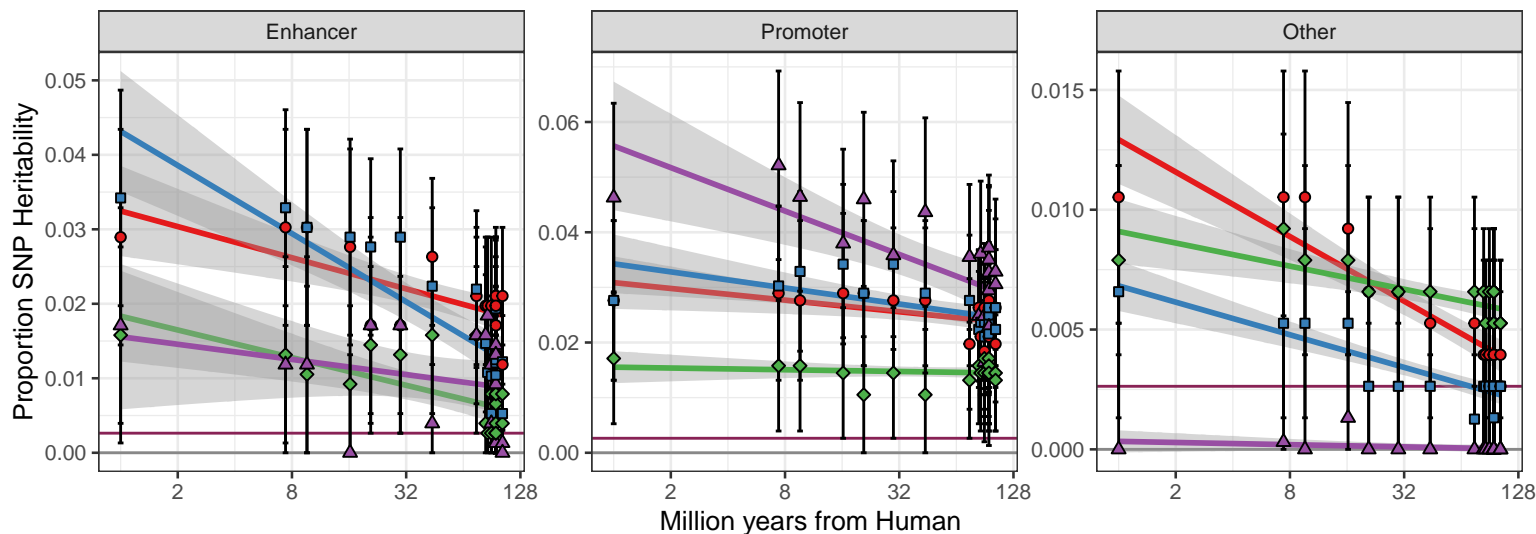 Enhancer
Promoter
Other
Proportion SNP Heritability
0.05
0.04
0.03
0.02
0.01
0.00
0.06
0.04
0.02
0.00
0.015
0.010
0.005
0.000
2 8 32 128
2 8 32 128
2 8 32 128
Million years from Human